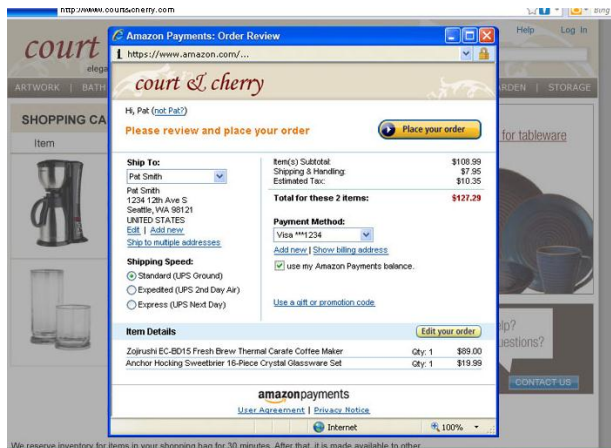 http://www.courtscherry.com
Bing
court
elega
Help Log In
ARTWORK | BATH
ARDEN | STORAGE
SHOPPING CA
Item
for tableware
Amazon Payments: Order Review
https://www.amazon.com/...
court & cherry
Hi, Pat (not Pat?)
Please review and place your order
Place your order
Ship To:
Pat Smith
Pat Smith
1234 12th Ave S
Seattle, WA 98121
UNITED STATES
Edit | Add new
Ship to multiple addresses
Shipping Speed:
Standard (UPS Ground)
Expedited (UPS 2nd Day Air)
Express (UPS Next Day)
Item(s) Subtotal: $108.99
Shipping & Handling: $7.95
Estimated Tax: $10.35
Total for these 2 items: $127.29
Payment Method:
Visa ***1234
Add new | Show billing address
use my Amazon Payments balance.
Use a gift or promotion code
Item Details
Edit your order
Zojirushi EC-BD15 Fresh Brew Thermal Carafe Coffee Maker Qty: 1 $89.00
Anchor Hocking Sweetbrier 16-Piece Crystal Glassware Set Qty: 1 $19.99
amazonpayments
User Agreement | Privacy Notice
Internet 100%
lp?
uestions?
CONTACT US
We reserve inventory for items in your shopping bag for 30 minutes. After that, it is made available to other